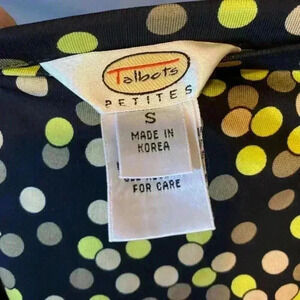 Talbots
PETITES
S
MADE IN
KOREA
FOR CARE